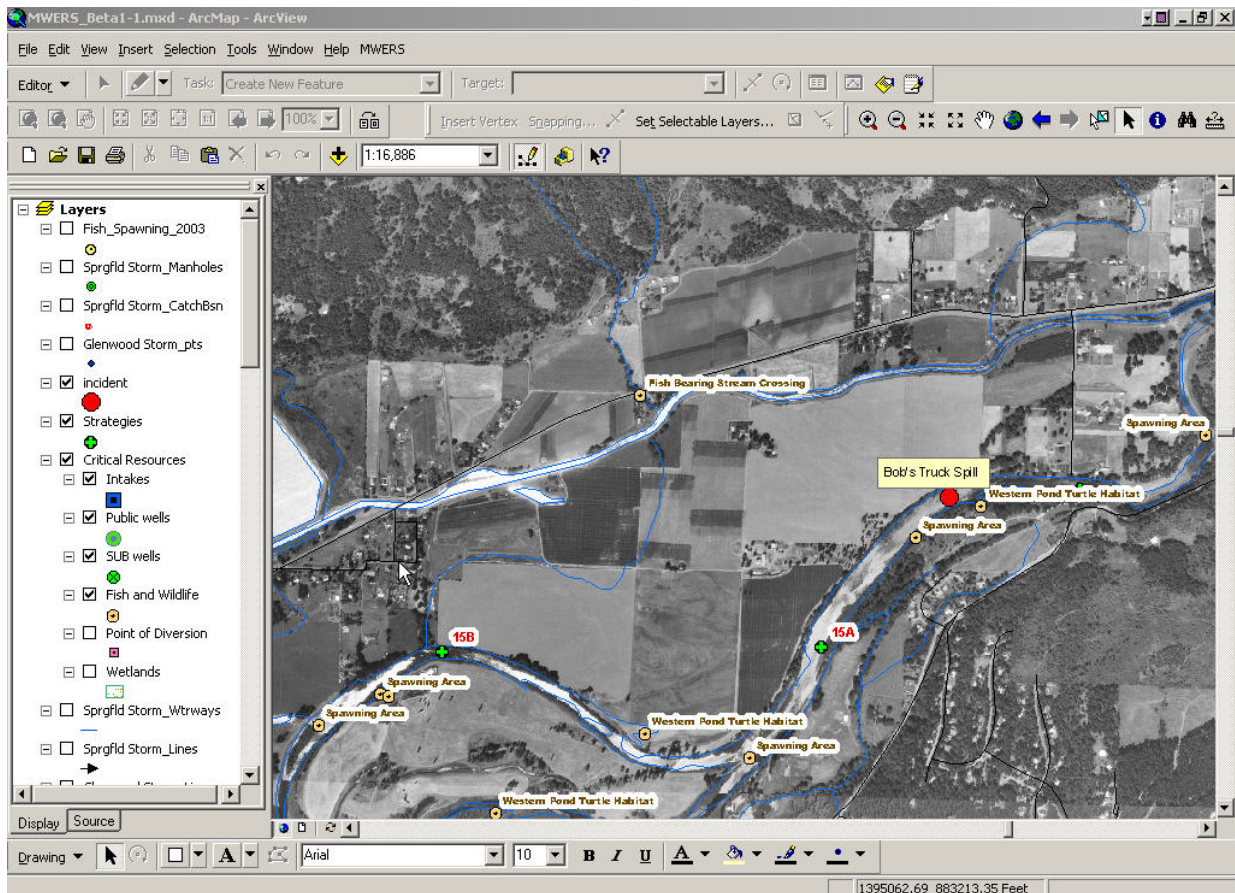 MWERS_Beta1-1.mxd - ArcMap - ArcView
File Edit View Insert Selection Tools Window Help MWERS
Editor Task: Create New Feature Target:
100% Insert Vertex Snapping... Set Selectable Layers...
1:16,886
Layers
Fish_Spawning_2003
Sprgfld Storm_Manholes
Sprgfld Storm_CatchBsn
Glenwood Storm_pts
incident
Strategies
Critical Resources
Intakes
Public wells
SUB wells
Fish and Wildlife
Point of Diversion
Wetlands
Sprgfld Storm_Wtrways
Sprgfld Storm_Lines
Display Source
Fish Bearing Stream Crossing
Spawning Area
Bob's Truck Spill
Western Pond Turtle Habitat
Spawning Area
15B
15A
Spawning Area
Spawning Area
Western Pond Turtle Habitat
Spawning Area
Western Pond Turtle Habitat
Drawing A Arial 10 B I U A
1395062.69 883213.35 Feet